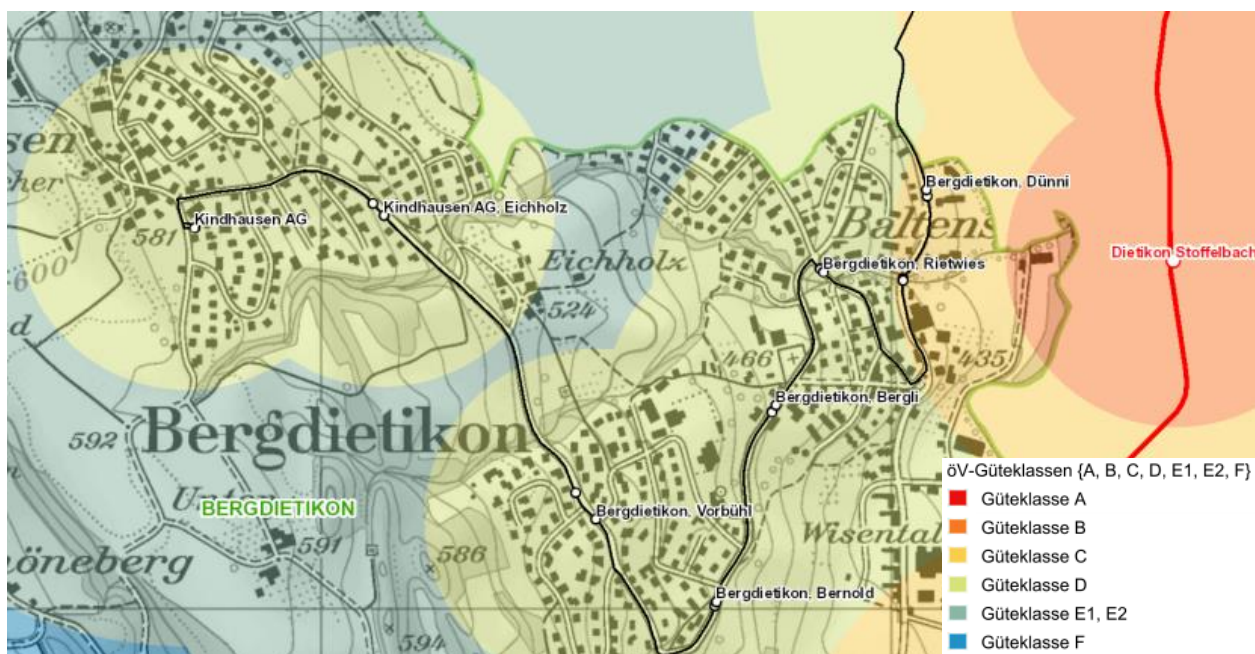 sen
cher
581
600
d
Kindhausen AG
Kindhausen AG, Eichholz
Eichholz
524
Bergdietikon, Dünni
Baltens
Bergdietikon, Rietwies
Dietikon Stoffelbach
466
435
Bergdietikon, Bergli
592
Bergdietikon
BERGDIETIKON
591
586
Bergdietikon, Vorbühl
Wisental
öneberg
594
Bergdietikon, Bernold
öV-Güteklassen {A, B, C, D, E1, E2, F}
Güteklasse A
Güteklasse B
Güteklasse C
Güteklasse D
Güteklasse E1, E2
Güteklasse F